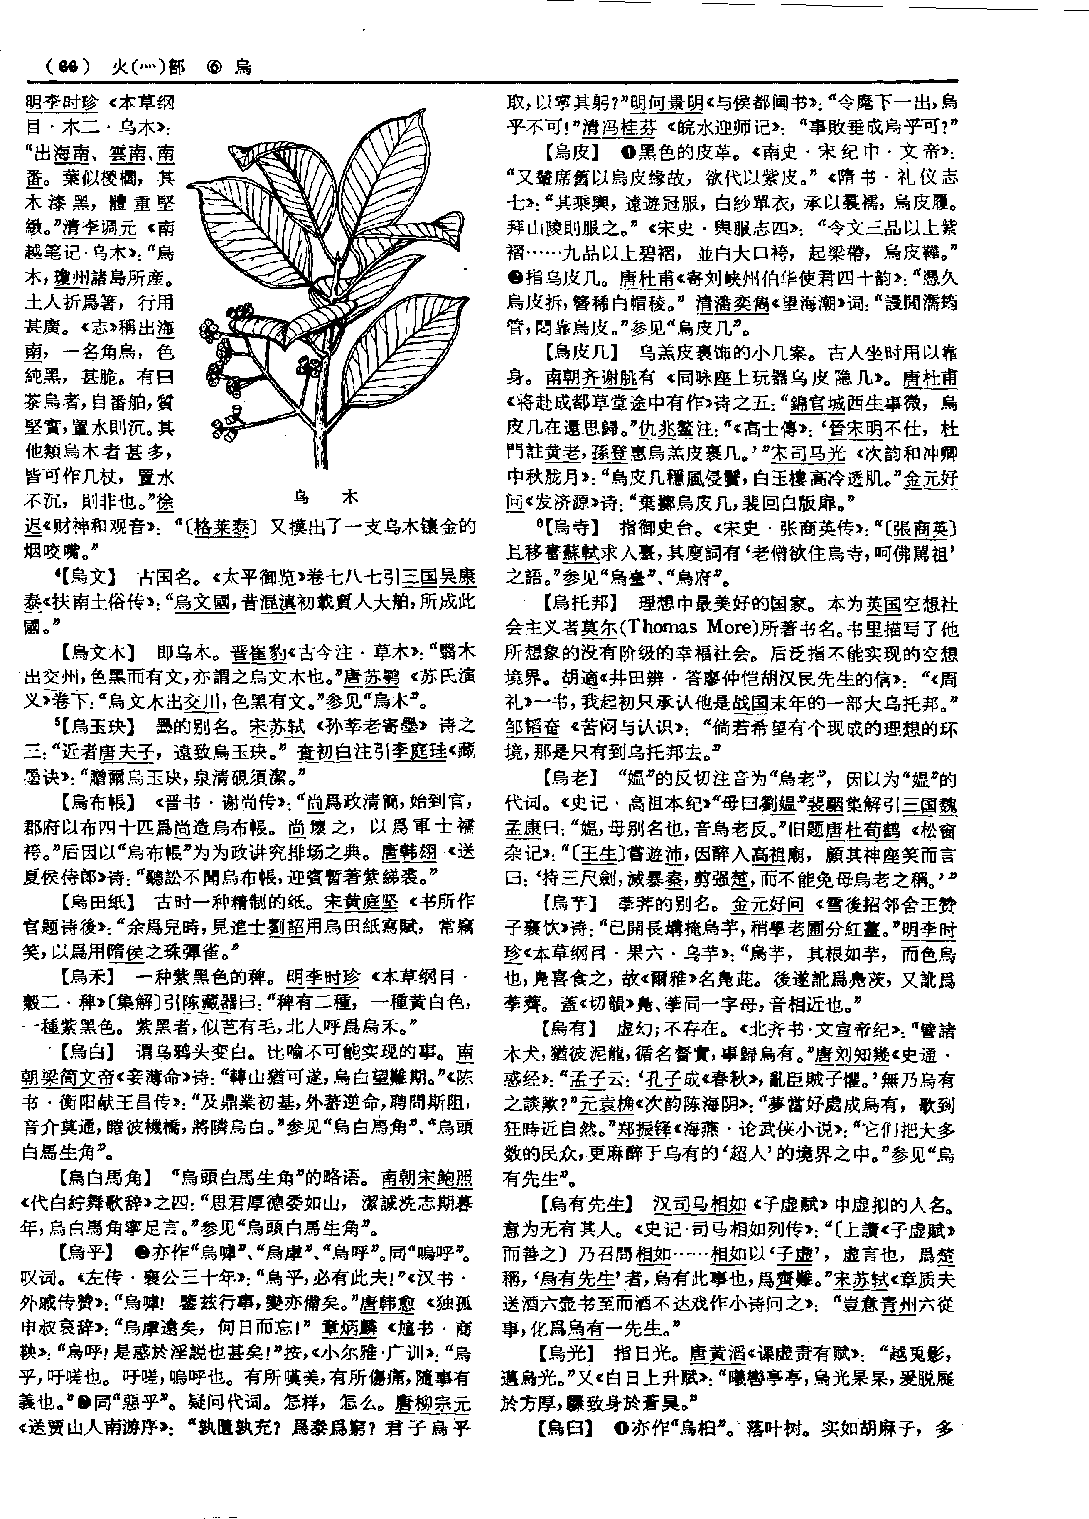 (66) 火(灬)部 ⑥ 烏
明李时珍《本草纲
目·木二·乌木》：
“出海南、雲南、南
番。葉似椶櫚，其
木漆黑，體重堅
緻。”清李调元《南
越笔记·乌木》：“烏
木，瓊州諸島所産。
土人折爲箸，行用
甚廣。《志》稱出海
南，一名角烏，色
純黑，甚脆。有曰
茶烏者，自番舶，質
堅實，置水則沉。其
他類烏木者甚多，
皆可作几杖，置水
不沉，則非也。”徐
乌 木
迟《财神和观音》：“〔格莱泰〕又摸出了一支乌木镶金的
烟咬嘴。”
4【烏文】 古国名。《太平御览》卷七八七引三国吴康
泰《扶南土俗传》：“烏文國，昔混滇初載賈人大舶，所成此
國。”
【烏文木】 即乌木。晋崔豹《古今注·草木》：“翳木
出交州，色黑而有文，亦謂之烏文木也。”唐苏鹗《苏氏演
义》卷下：“烏文木出交川，色黑有文。”参见“烏木”。
5【烏玉玦】 墨的别名。宋苏轼《孙莘老寄墨》诗之
三：“近者唐夫子，遠致烏玉玦。”查初白注引李庭珪《藏
墨诀》：“贈爾烏玉玦，泉清硯須潔。”
【烏布帳】 《晋书·谢尚传》：“尚爲政清簡，始到官，
郡府以布四十匹爲尚造烏布帳。尚壞之，以爲軍士襦
袴。”后因以“烏布帳”为为政讲究排场之典。唐韩翃《送
夏侯侍郎》诗：“聽訟不聞烏布帳，迎賓暫著紫綈裘。”
【烏田紙】 古时一种精制的纸。宋黄庭坚《书所作
官题诗後》：“余爲兒時，見進士劉韶用烏田紙寫賦，常竊
笑，以爲用隋侯之珠彈雀。”
【烏禾】 一种紫黑色的稗。明李时珍《本草纲目·
穀二·稗》〔集解〕引陈藏器曰：“稗有二種，一種黄白色，
一種紫黑色。紫黑者，似芑有毛，北人呼爲烏禾。”
【烏白】 谓乌鸦头变白。比喻不可能实现的事。南
朝梁简文帝《妾薄命》诗：“轉山猶可遂，烏白望難期。”《陈
书·衡阳献王昌传》：“及鼎業初基，外蕃逆命，聘問斯阻，
音介莫通，睠彼機橋，將隣烏白。”参见“烏白馬角”、“烏頭
白馬生角”。
【烏白馬角】 “烏頭白馬生角”的略语。南朝宋鲍照
《代白紵舞歌辞》之四：“思君厚德委如山，潔誠洗志期暮
年，烏白馬角寧足言。”参见“烏頭白馬生角”。
【烏乎】 ❶亦作“烏嘑”、“烏虖”、“烏呼”。同“嗚呼”。
叹词。《左传·襄公三十年》：“烏乎，必有此夫！”《汉书·
外戚传赞》：“烏嘑！鑒兹行事，變亦備矣。”唐韩愈《独孤
申叔哀辞》：“烏虖遠矣，何日而忘！”章炳麟《訄书·商
鞅》：“烏呼！是惑於淫説也甚矣！”按，《小尔雅·广训》：“烏
乎，吁嗟也。吁嗟，嗚呼也。有所嘆美，有所傷痛，隨事有
義也。”❷同“惡乎”。疑问代词。怎样，怎么。唐柳宗元
《送贾山人南游序》：“孰匱孰充？爲泰爲窮？君子烏乎
取，以寧其躬？”明何景明《与侯都阃书》：“令麾下一出，烏
乎不可！”清冯桂芬《皖水迎师记》：“事敗垂成烏乎可？”
【烏皮】 ❶黑色的皮革。《南史·宋纪中·文帝》：
“又輦席舊以烏皮缘故，欲代以紫皮。”《隋书·礼仪志
七》：“其乘輿，遠遊冠服，白紗單衣，承以裙襦，烏皮履。
拜山陵則服之。”《宋史·舆服志四》：“令文三品以上紫
褶……九品以上碧褶，並白大口袴，起梁帶，烏皮鞾。”
❷指乌皮几。唐杜甫《寄刘峡州伯华使君四十韵》：“憑久
烏皮拆，簪稀白帽稜。”清潘奕雋《望海潮》词：“謾閒
管，悶靠烏皮。”参见“烏皮几”。
【烏皮几】 乌羔皮裹饰的小几案。古人坐时用以靠
身。南朝齐谢朓有《同咏座上玩器乌皮隐几》。唐杜甫
《将赴成都草堂途中有作》诗之五：“錦官城西生事微，烏
皮几在還思歸。”仇兆鳌注：“《高士傳》：‘晉宋明不仕，杜
門註黄老，孫登惠烏羔皮裹几。’”宋司马光《次韵和冲卿
中秋胧月》：“烏皮几穩風侵鬢，白玉樓高冷透肌。”金元好
问《发济源》诗：“棄擲烏皮几，裴回白版扉。”
6【烏寺】 指御史台。《宋史·张商英传》：“〔張商英〕
且移書蘇軾求入臺，其廋詞有‘老僧欲住烏寺，呵佛罵祖’
之語。”参见“烏臺”、“烏府”。
【烏托邦】 理想中最美好的国家。本为英国空想社
会主义者莫尔(Thomas More)所著书名。书里描写了他
所想象的没有阶级的幸福社会。后泛指不能实现的空想
境界。胡適《井田辨·答廖仲恺胡汉民先生的信》：“《周
礼》一书，我起初只承认他是战国末年的一部大乌托邦。”
邹韬奋《苦闷与认识》：“倘若希望有个现成的理想的环
境，那是只有到乌托邦去。”
【烏老】 “媪”的反切注音为“烏老”，因以为“媪”的
代词。《史记·高祖本纪》“母曰劉媪”裴駰集解引三国魏
孟康曰：“媪，母别名也，音烏老反。”旧题唐杜荀鹤《松窗
杂记》：“〔王生〕嘗遊沛，因醉入高祖廟，顧其神座笑而言
曰：‘持三尺劍，滅暴秦，剪强楚，而不能免母烏老之稱。’”
【烏芋】 荸荠的别名。金元好问《雪後招邻舍王赞
子襄饮》诗：“已開長塂掩烏芋，稍學老圃分紅薑。”明李时
珍《本草纲目·果六·乌芋》：“烏芋，其根如芋，而色烏
也，鳧喜食之，故《爾雅》名鳧茈。後遂訛爲鳧茨，又訛爲
荸薺。蓋《切韻》鳧、荸同一字母，音相近也。”
【烏有】 虚幻；不存在。《北齐书·文宣帝纪》：“譬諸
木犬，猶彼泥龍，循名督實，事歸烏有。”唐刘知幾《史通·
惑经》：“孟子云：‘孔子成《春秋》，亂臣賊子懼。’無乃烏有
之談歟？”元袁桷《次韵陈海阴》：“夢當好處成烏有，歌到
狂時近自然。”郑振铎《海燕·论武侠小说》：“它们把大多
数的民众，更麻醉于乌有的‘超人’的境界之中。”参见“烏
有先生”。
【烏有先生】 汉司马相如《子虚赋》中虚拟的人名。
意为无有其人。《史记·司马相如列传》：“〔上讀《子虚賦》
而善之〕乃召問相如……相如以‘子虚’，虚言也，爲楚
稱，‘烏有先生’者，烏有此事也，爲齊難。”宋苏轼《章质夫
送酒六壶书至而酒不达戏作小诗问之》：“豈意青州六從
事，化爲烏有一先生。”
【烏光】 指日光。唐黄滔《课虚责有赋》：“越兎影，
邁烏光。”又《白日上升赋》：“曦轡亭亭，烏光杲杲，爰脱屣
於方厚，驟致身於蒼昊。”
【烏臼】 ❶亦作“烏桕”。落叶树。实如胡麻子，多